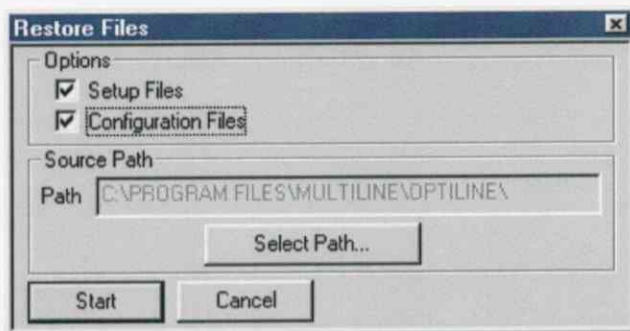 Restore Files
Options
Setup Files
Configuration Files
Source Path
Path C:\PROGRAM FILES\MULTILINE\OPTILINE\
Select Path...
Start Cancel